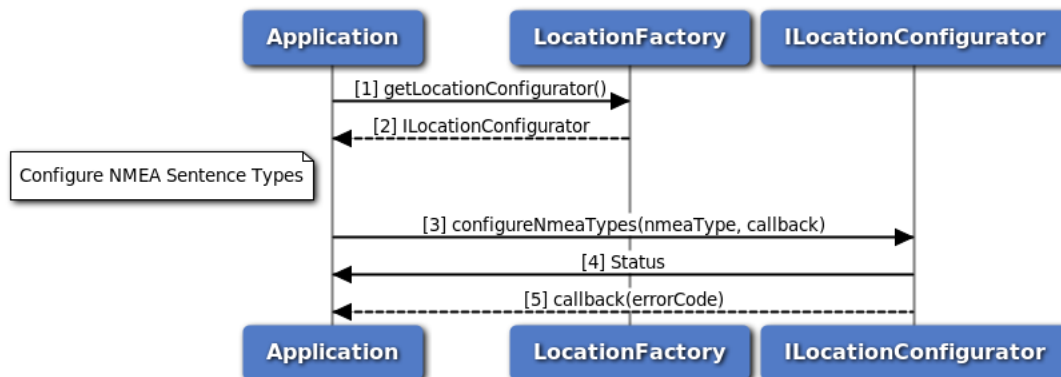 Application
LocationFactory
ILocationConfigurator
[1] getLocationConfigurator()
[2] ILocationConfigurator
Configure NMEA Sentence Types
[3] configureNmeaTypes(nmeaType, callback)
[4] Status
[5] callback(errorCode)
Application
LocationFactory
ILocationConfigurator